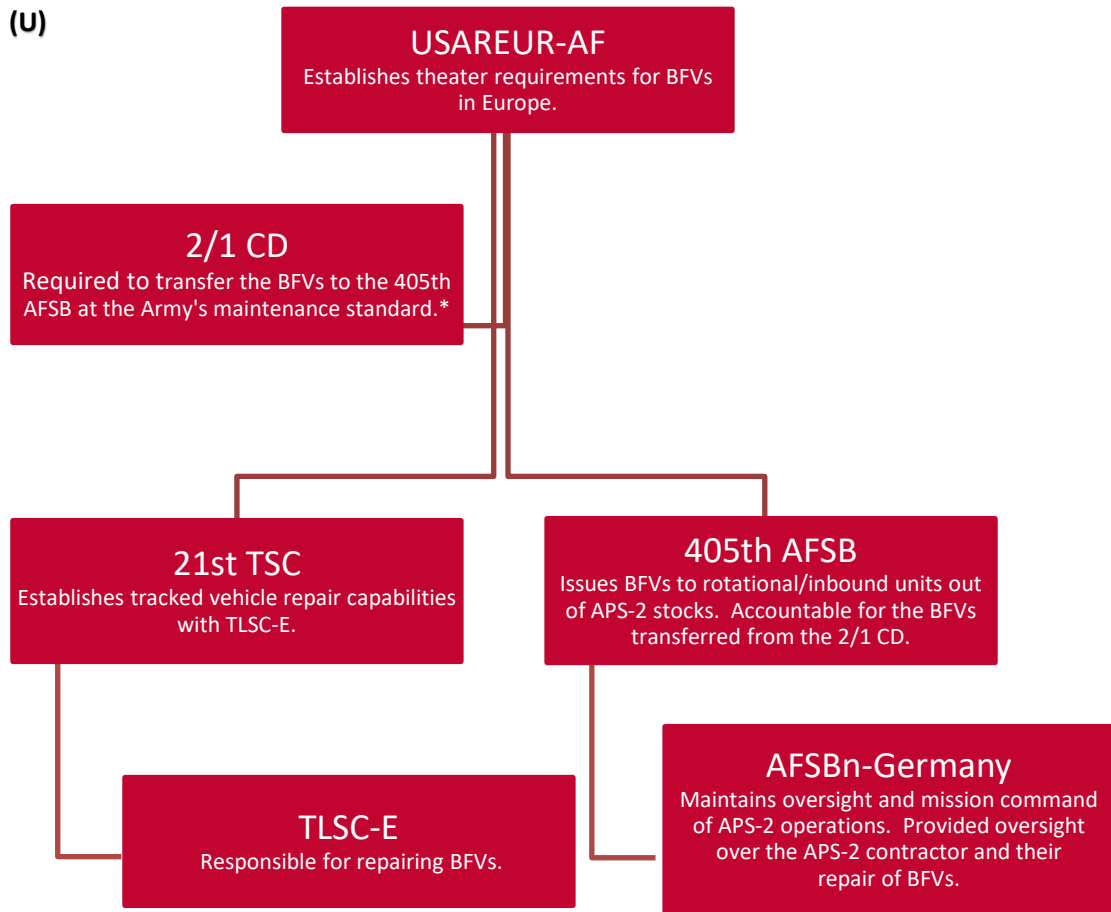 (U)
USAREUR-AF
Establishes theater requirements for BFVs
in Europe.
2/1 CD
Required to transfer the BFVs to the 405th
AFSB at the Army's maintenance standard.*
21st TSC
Establishes tracked vehicle repair capabilities
with TLSC-E.
405th AFSB
Issues BFVs to rotational/inbound units out
of APS-2 stocks.  Accountable for the BFVs
transferred from the 2/1 CD.
TLSC-E
Responsible for repairing BFVs.
AFSBn-Germany
Maintains oversight and mission command
of APS-2 operations.  Provided oversight
over the APS-2 contractor and their
repair of BFVs.